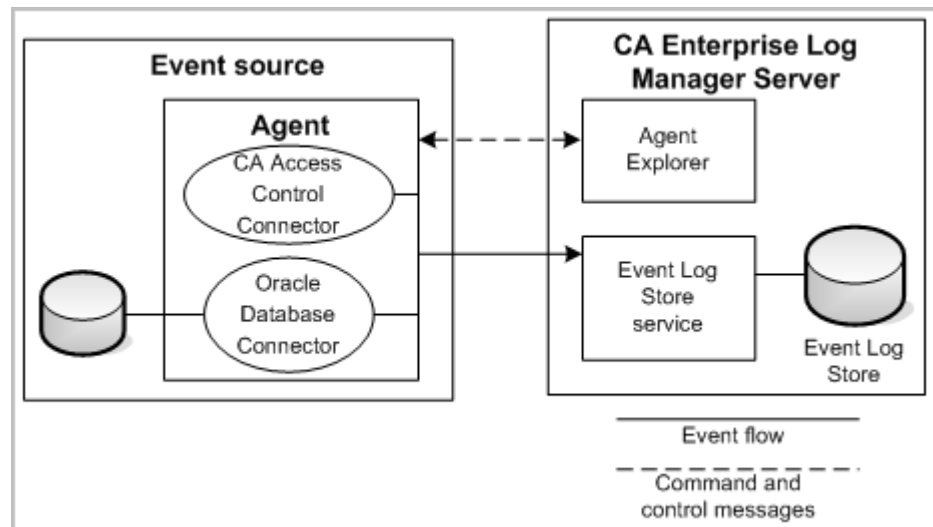 Event source
Agent
CA Access
Control
Connector
Oracle
Database
Connector
CA Enterprise Log
Manager Server
Agent
Explorer
Event Log
Store
service
Event Log
Store
Event flow
Command and
control messages